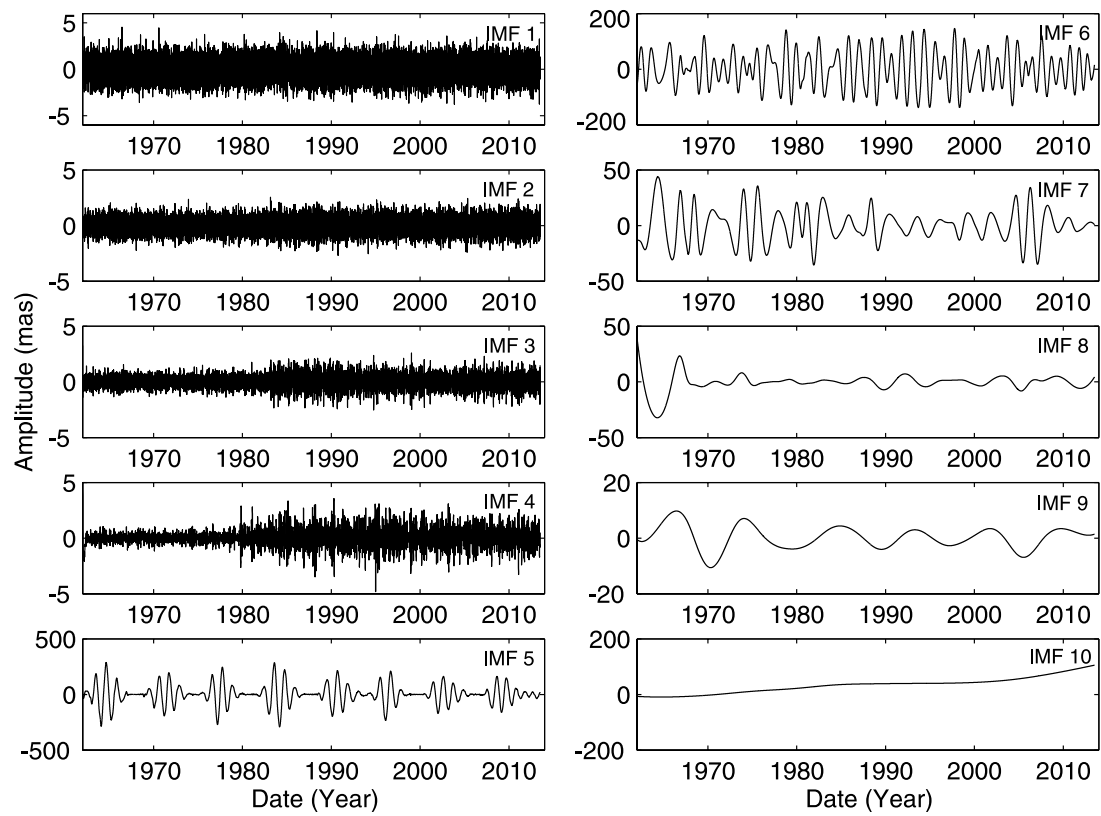 Amplitude (mas)
5
0
-5
IMF 1
1970 1980 1990 2000 2010
5
0
-5
IMF 2
1970 1980 1990 2000 2010
5
0
-5
IMF 3
1970 1980 1990 2000 2010
5
0
-5
IMF 4
1970 1980 1990 2000 2010
500
0
-500
IMF 5
1970 1980 1990 2000 2010
Date (Year)
200
0
-200
IMF 6
1970 1980 1990 2000 2010
50
0
-50
IMF 7
1970 1980 1990 2000 2010
50
0
-50
IMF 8
1970 1980 1990 2000 2010
20
0
-20
IMF 9
1970 1980 1990 2000 2010
200
0
-200
IMF 10
1970 1980 1990 2000 2010
Date (Year)